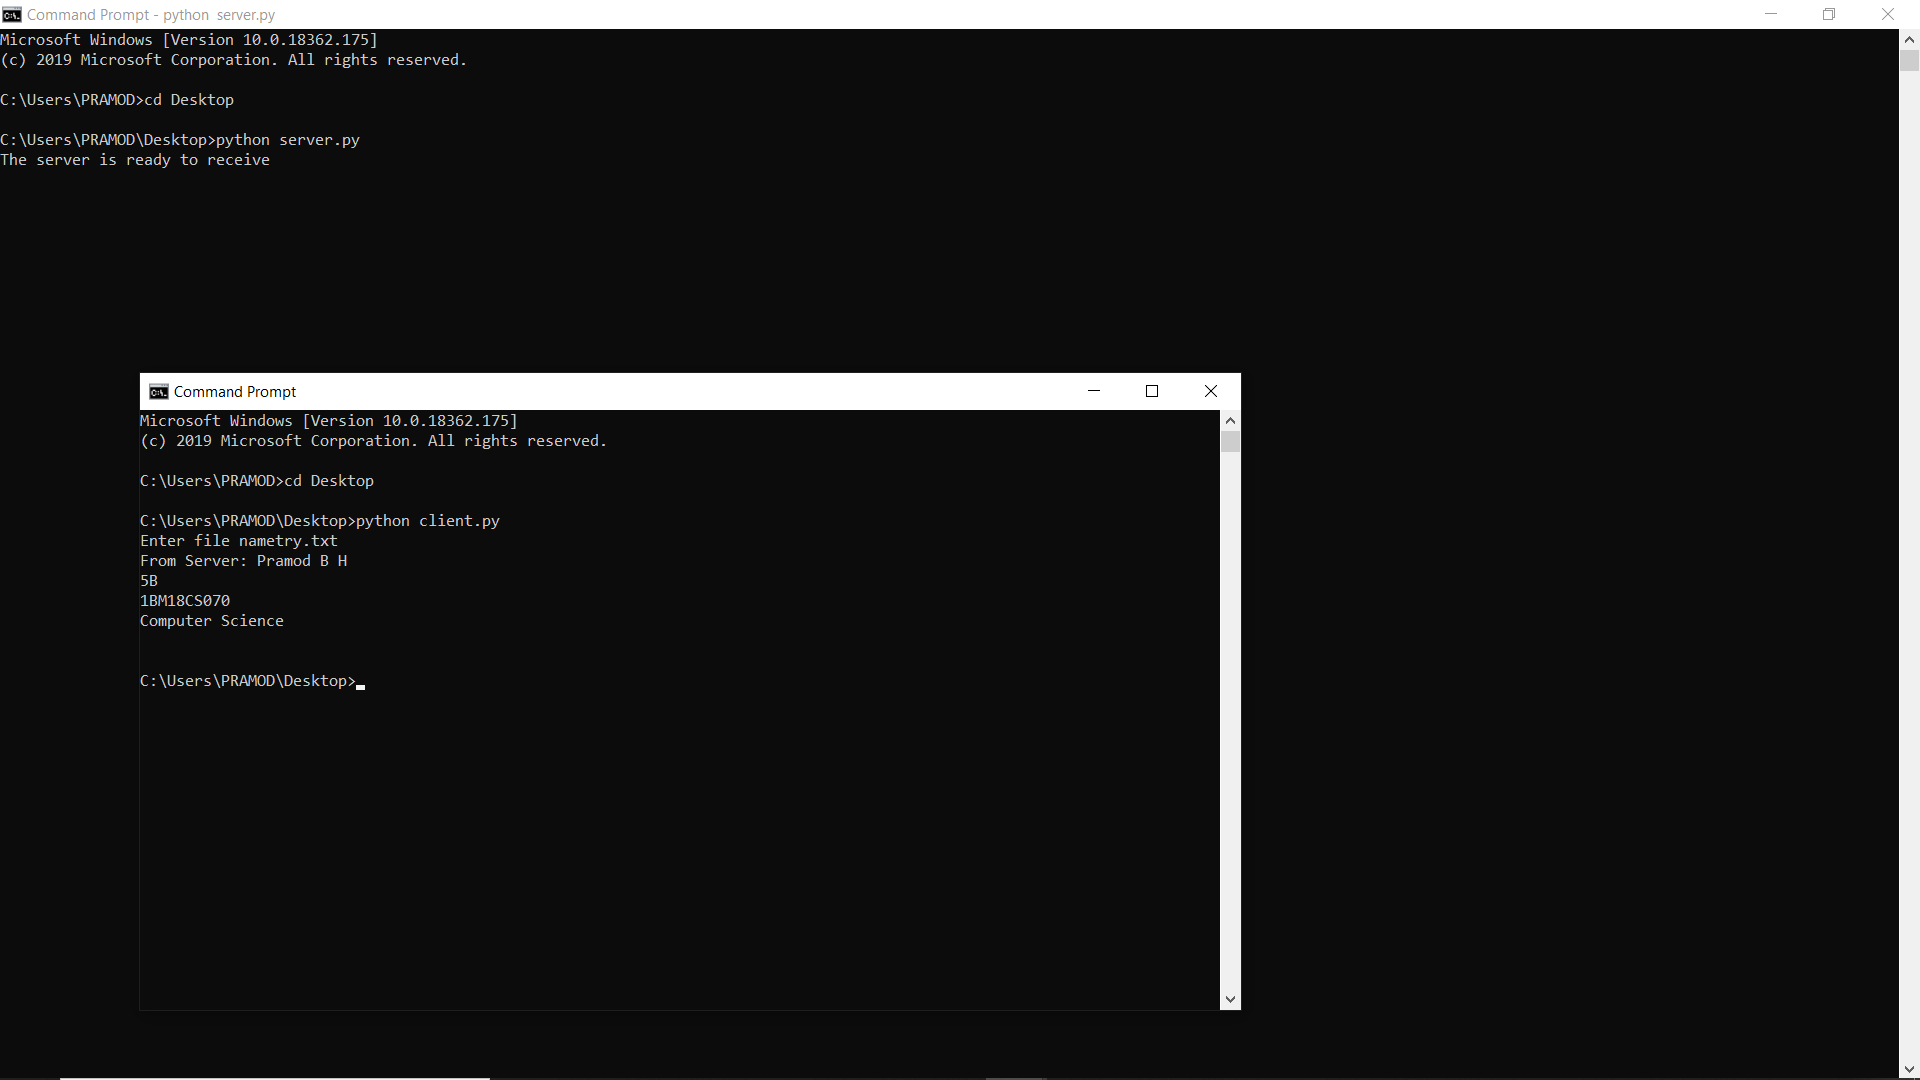 Command Prompt - python  server.py
Microsoft Windows [Version 10.0.18362.175]
(c) 2019 Microsoft Corporation. All rights reserved.
C:\Users\PRAMOD>cd Desktop
C:\Users\PRAMOD\Desktop>python server.py
The server is ready to receive
Command Prompt
Microsoft Windows [Version 10.0.18362.175]
(c) 2019 Microsoft Corporation. All rights reserved.
C:\Users\PRAMOD>cd Desktop
C:\Users\PRAMOD\Desktop>python client.py
Enter file nametry.txt
From Server: Pramod B H
5B
1BM18CS070
Computer Science
C:\Users\PRAMOD\Desktop>